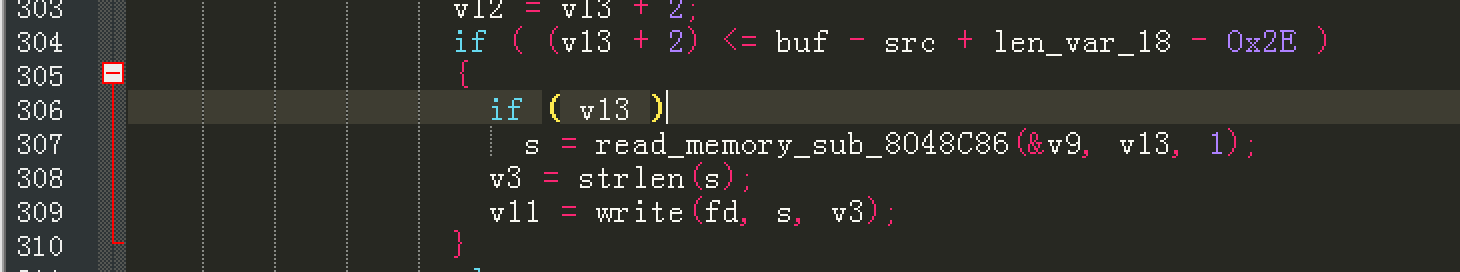 303 v12 = v13 + 2;
304 if ( (v13 + 2) <= buf - src + len_var_18 - 0x2E )
305 {
306 if ( v13 )
307 s = read_memory_sub_8048C86(&v9, v13, 1);
308 v3 = strlen(s);
309 v11 = write(fd, s, v3);
310 }